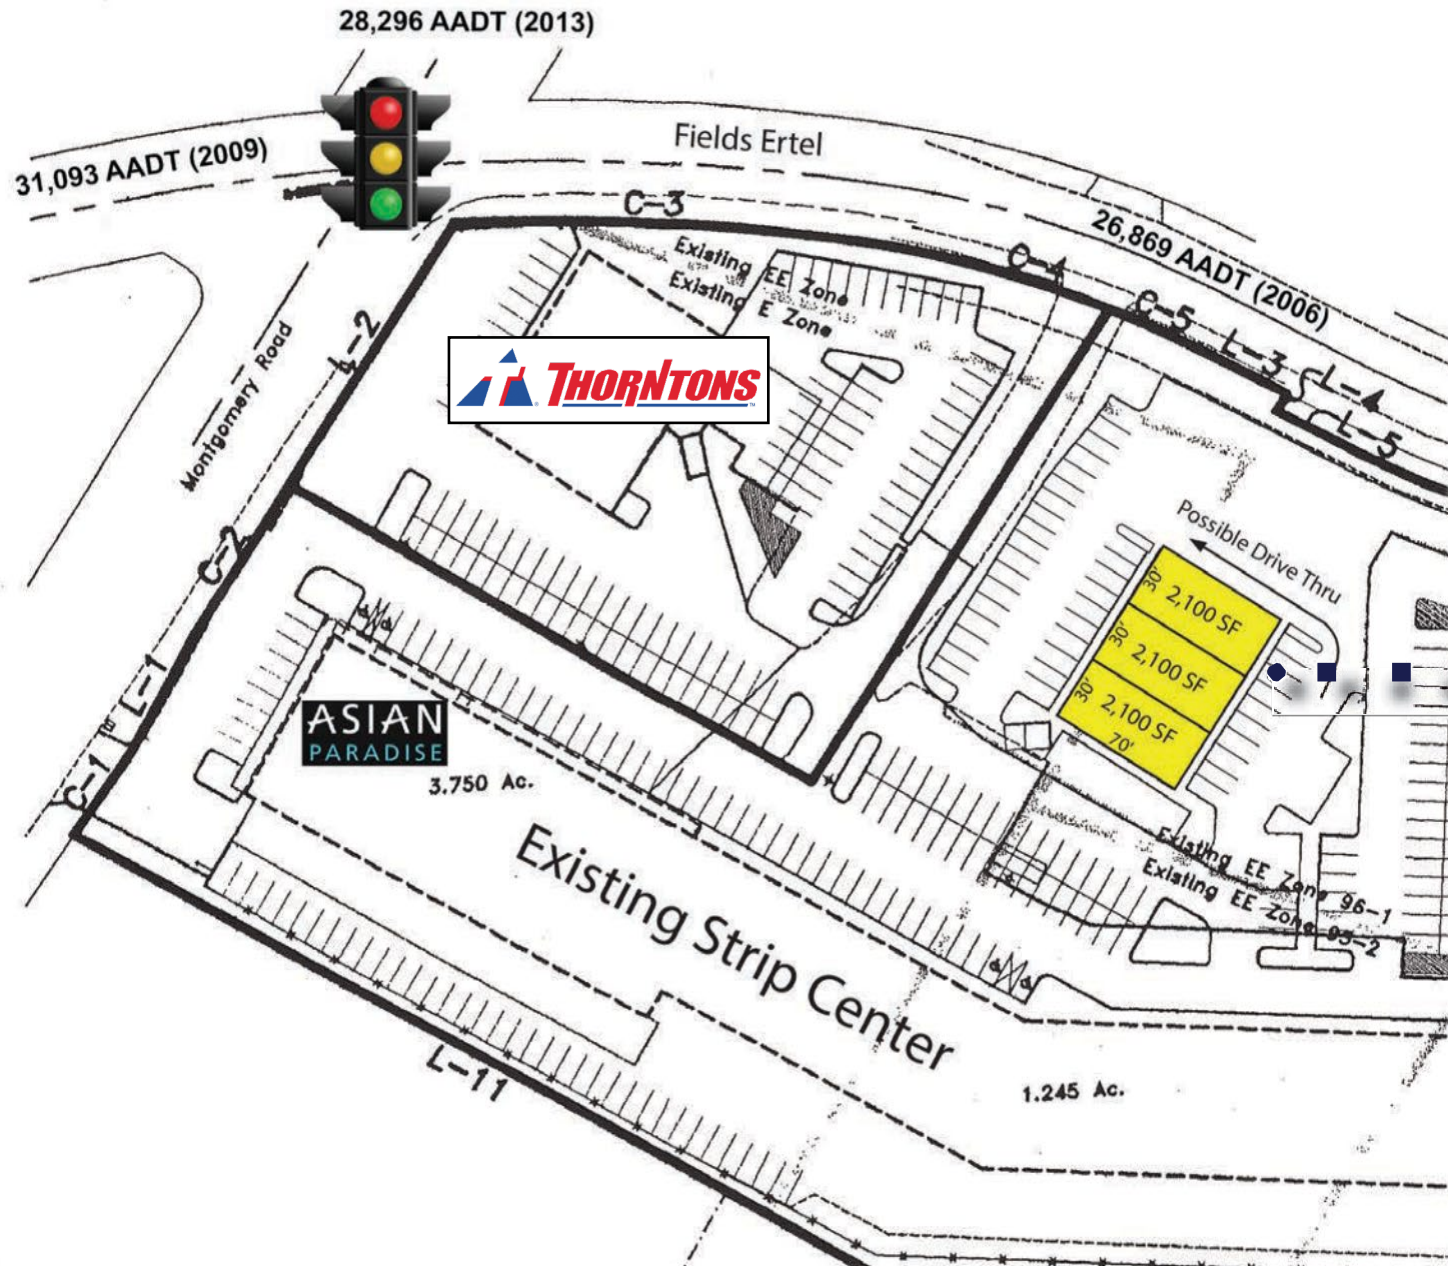 28,296 AADT (2013)
Fields Ertel
31,093 AADT (2009)
C-3
26,869 AADT (2006)
Existing EE Zone
Existing E Zone
C-4
C-5
L-3
L-4
L-5
L-2
THORNTONS
Montgomery Road
Possible Drive Thru
C-2
30'
2,100 SF
30'
2,100 SF
30'
2,100 SF
70'
L-1
ASIAN
PARADISE
3.750 Ac.
C-1
Existing Strip Center
Existing EE Zone 96-1
Existing EE Zone 95-2
L-11
1.245 Ac.